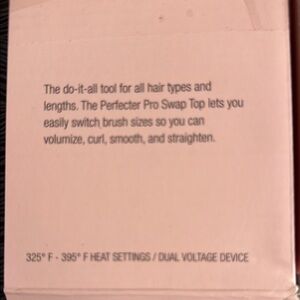 The do-it-all tool for all hair types and
lengths. The Perfecter Pro Swap Top lets you
easily switch brush sizes so you can
volumize, curl, smooth, and straighten.
325° F - 395° F HEAT SETTINGS / DUAL VOLTAGE DEVICE